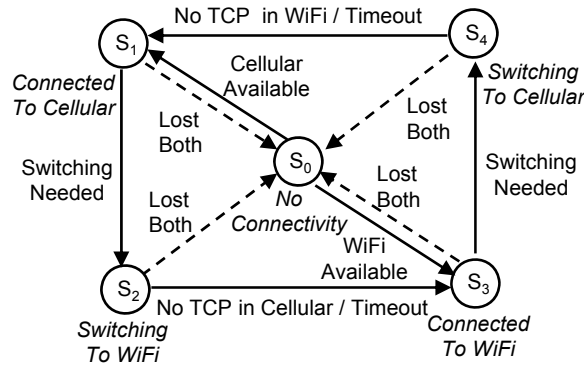 No TCP in WiFi / Timeout
S1
S4
Connected
To Cellular
Cellular
Available
Switching
To Cellular
Lost
Both
Lost
Both
Switching
Needed
S0
No
Connectivity
Lost
Both
Lost
Both
Switching
Needed
WiFi
Available
S2
S3
No TCP in Cellular / Timeout
Switching
To WiFi
Connected
To WiFi